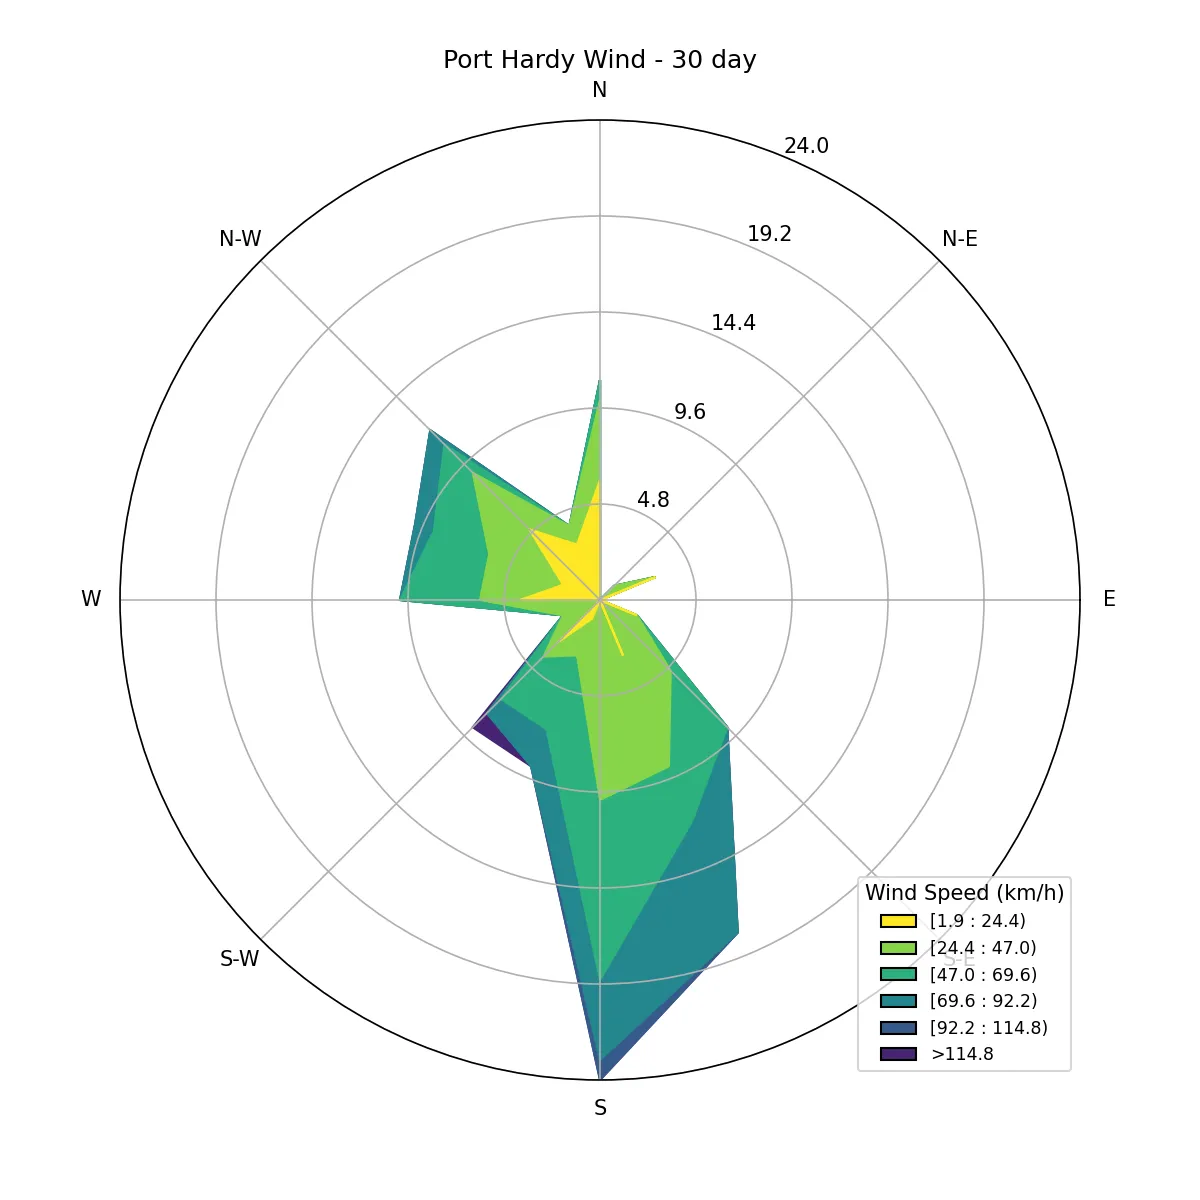 Port Hardy Wind - 30 day
N
24.0
19.2
N-W
N-E
14.4
9.6
4.8
W
E
Wind Speed (km/h)
[1.9 : 24.4)
[24.4 : 47.0)
S-W
S-E
[47.0 : 69.6)
[69.6 : 92.2)
[92.2 : 114.8)
>114.8
S